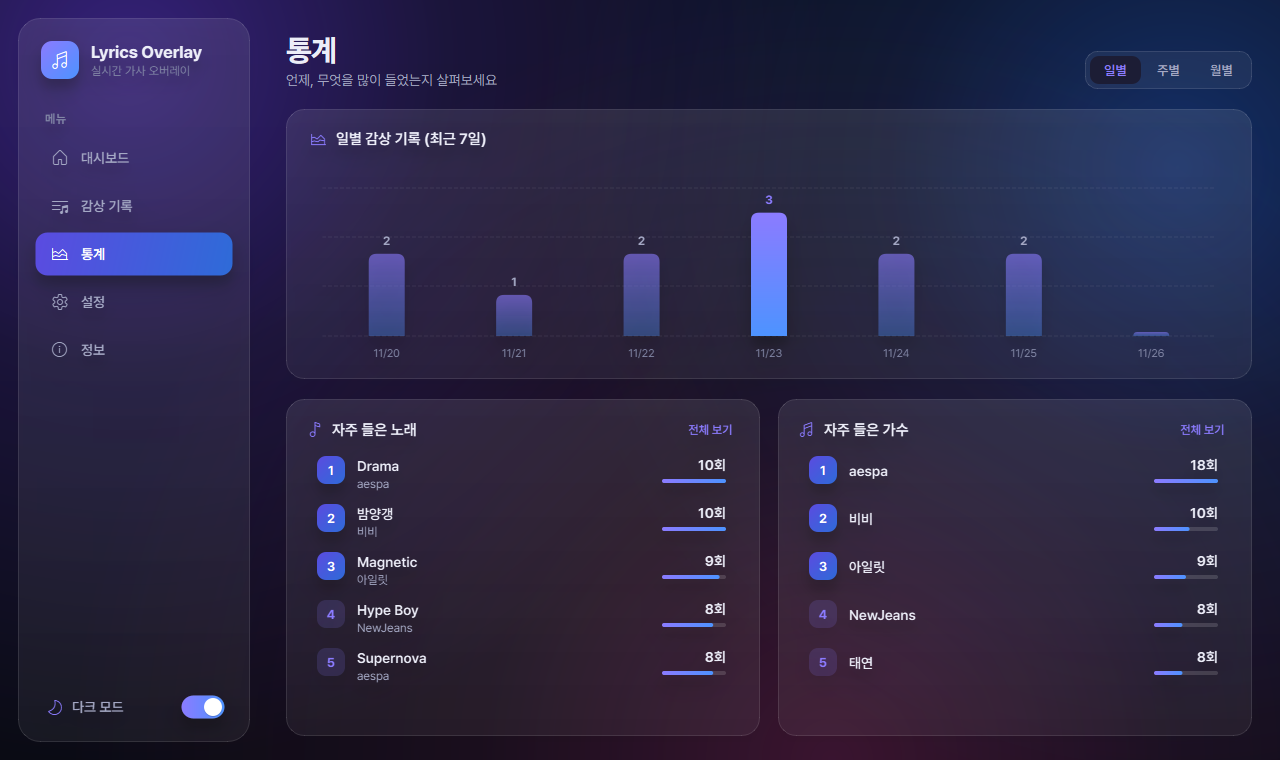 Lyrics Overlay
실시간 가사 오버레이
메뉴
대시보드
감상 기록
통계
설정
정보
다크 모드
통계
언제, 무엇을 많이 들었는지 살펴보세요
일별 주별 월별
일별 감상 기록 (최근 7일)
2 1 2 3 2 2
11/20 11/21 11/22 11/23 11/24 11/25 11/26
자주 들은 노래 전체 보기
1 Drama 10회
aespa
2 밤양갱 10회
비비
3 Magnetic 9회
아일릿
4 Hype Boy 8회
NewJeans
5 Supernova 8회
aespa
자주 들은 가수 전체 보기
1 aespa 18회
2 비비 10회
3 아일릿 9회
4 NewJeans 8회
5 태연 8회